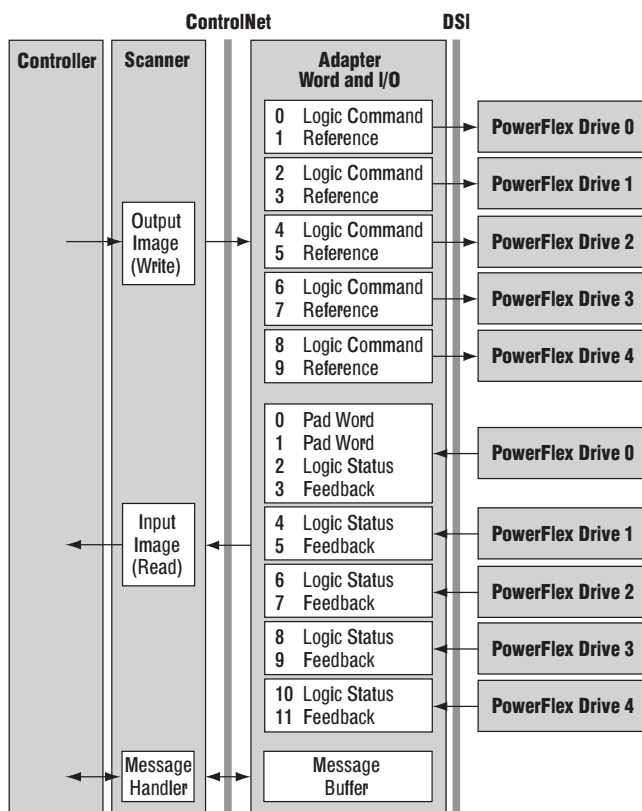 ControlNet
DSI
Controller
Scanner
Adapter
Word and I/O
0 Logic Command
1 Reference
PowerFlex Drive 0
2 Logic Command
3 Reference
PowerFlex Drive 1
Output
Image
(Write)
4 Logic Command
5 Reference
PowerFlex Drive 2
6 Logic Command
7 Reference
PowerFlex Drive 3
8 Logic Command
9 Reference
PowerFlex Drive 4
0 Pad Word
1 Pad Word
2 Logic Status
3 Feedback
PowerFlex Drive 0
Input
Image
(Read)
4 Logic Status
5 Feedback
PowerFlex Drive 1
6 Logic Status
7 Feedback
PowerFlex Drive 2
8 Logic Status
9 Feedback
PowerFlex Drive 3
10 Logic Status
11 Feedback
PowerFlex Drive 4
Message
Handler
Message
Buffer